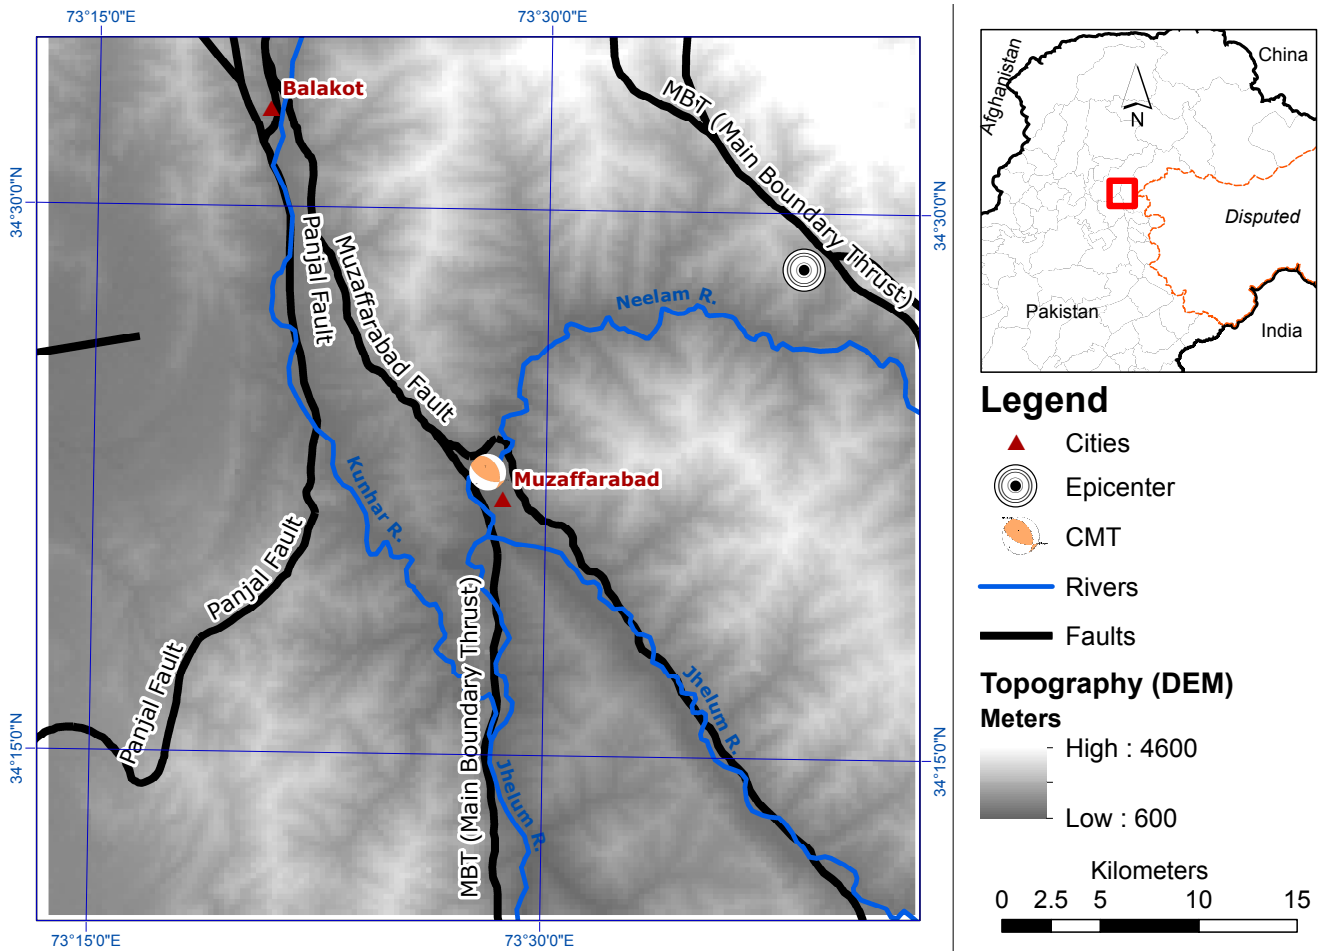 73°15'0"E
73°30'0"E
34°30'0"N
34°30'0"N
34°15'0"N
34°15'0"N
73°15'0"E
73°30'0"E
Balakot
MBT (Main Boundary Thrust)
Panjal Fault
Muzaffarabad Fault
Neelam R.
Kunhar R.
Muzaffarabad
Panjal Fault
Panjal Fault
MBT (Main Boundary Thrust)
Jhelum R.
Jhelum R.
Afghanistan
China
N
Disputed
Pakistan
India
Legend
Cities
Epicenter
CMT
Rivers
Faults
Topography (DEM)
Meters
High : 4600
Low : 600
Kilometers
0 2.5 5 10 15